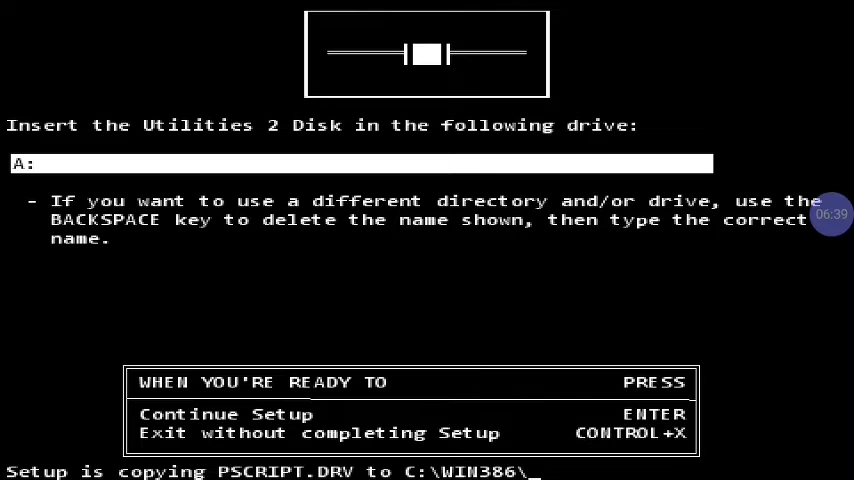 Insert the Utilities 2 Disk in the following drive:
A:
- If you want to use a different directory and/or drive, use the
BACKSPACE key to delete the name shown, then type the correct
name.
06:39
WHEN YOU'RE READY TO PRESS
Continue Setup ENTER
Exit without completing Setup CONTROL+X
Setup is copying PSCRIPT.DRV to C:\WIN386\_